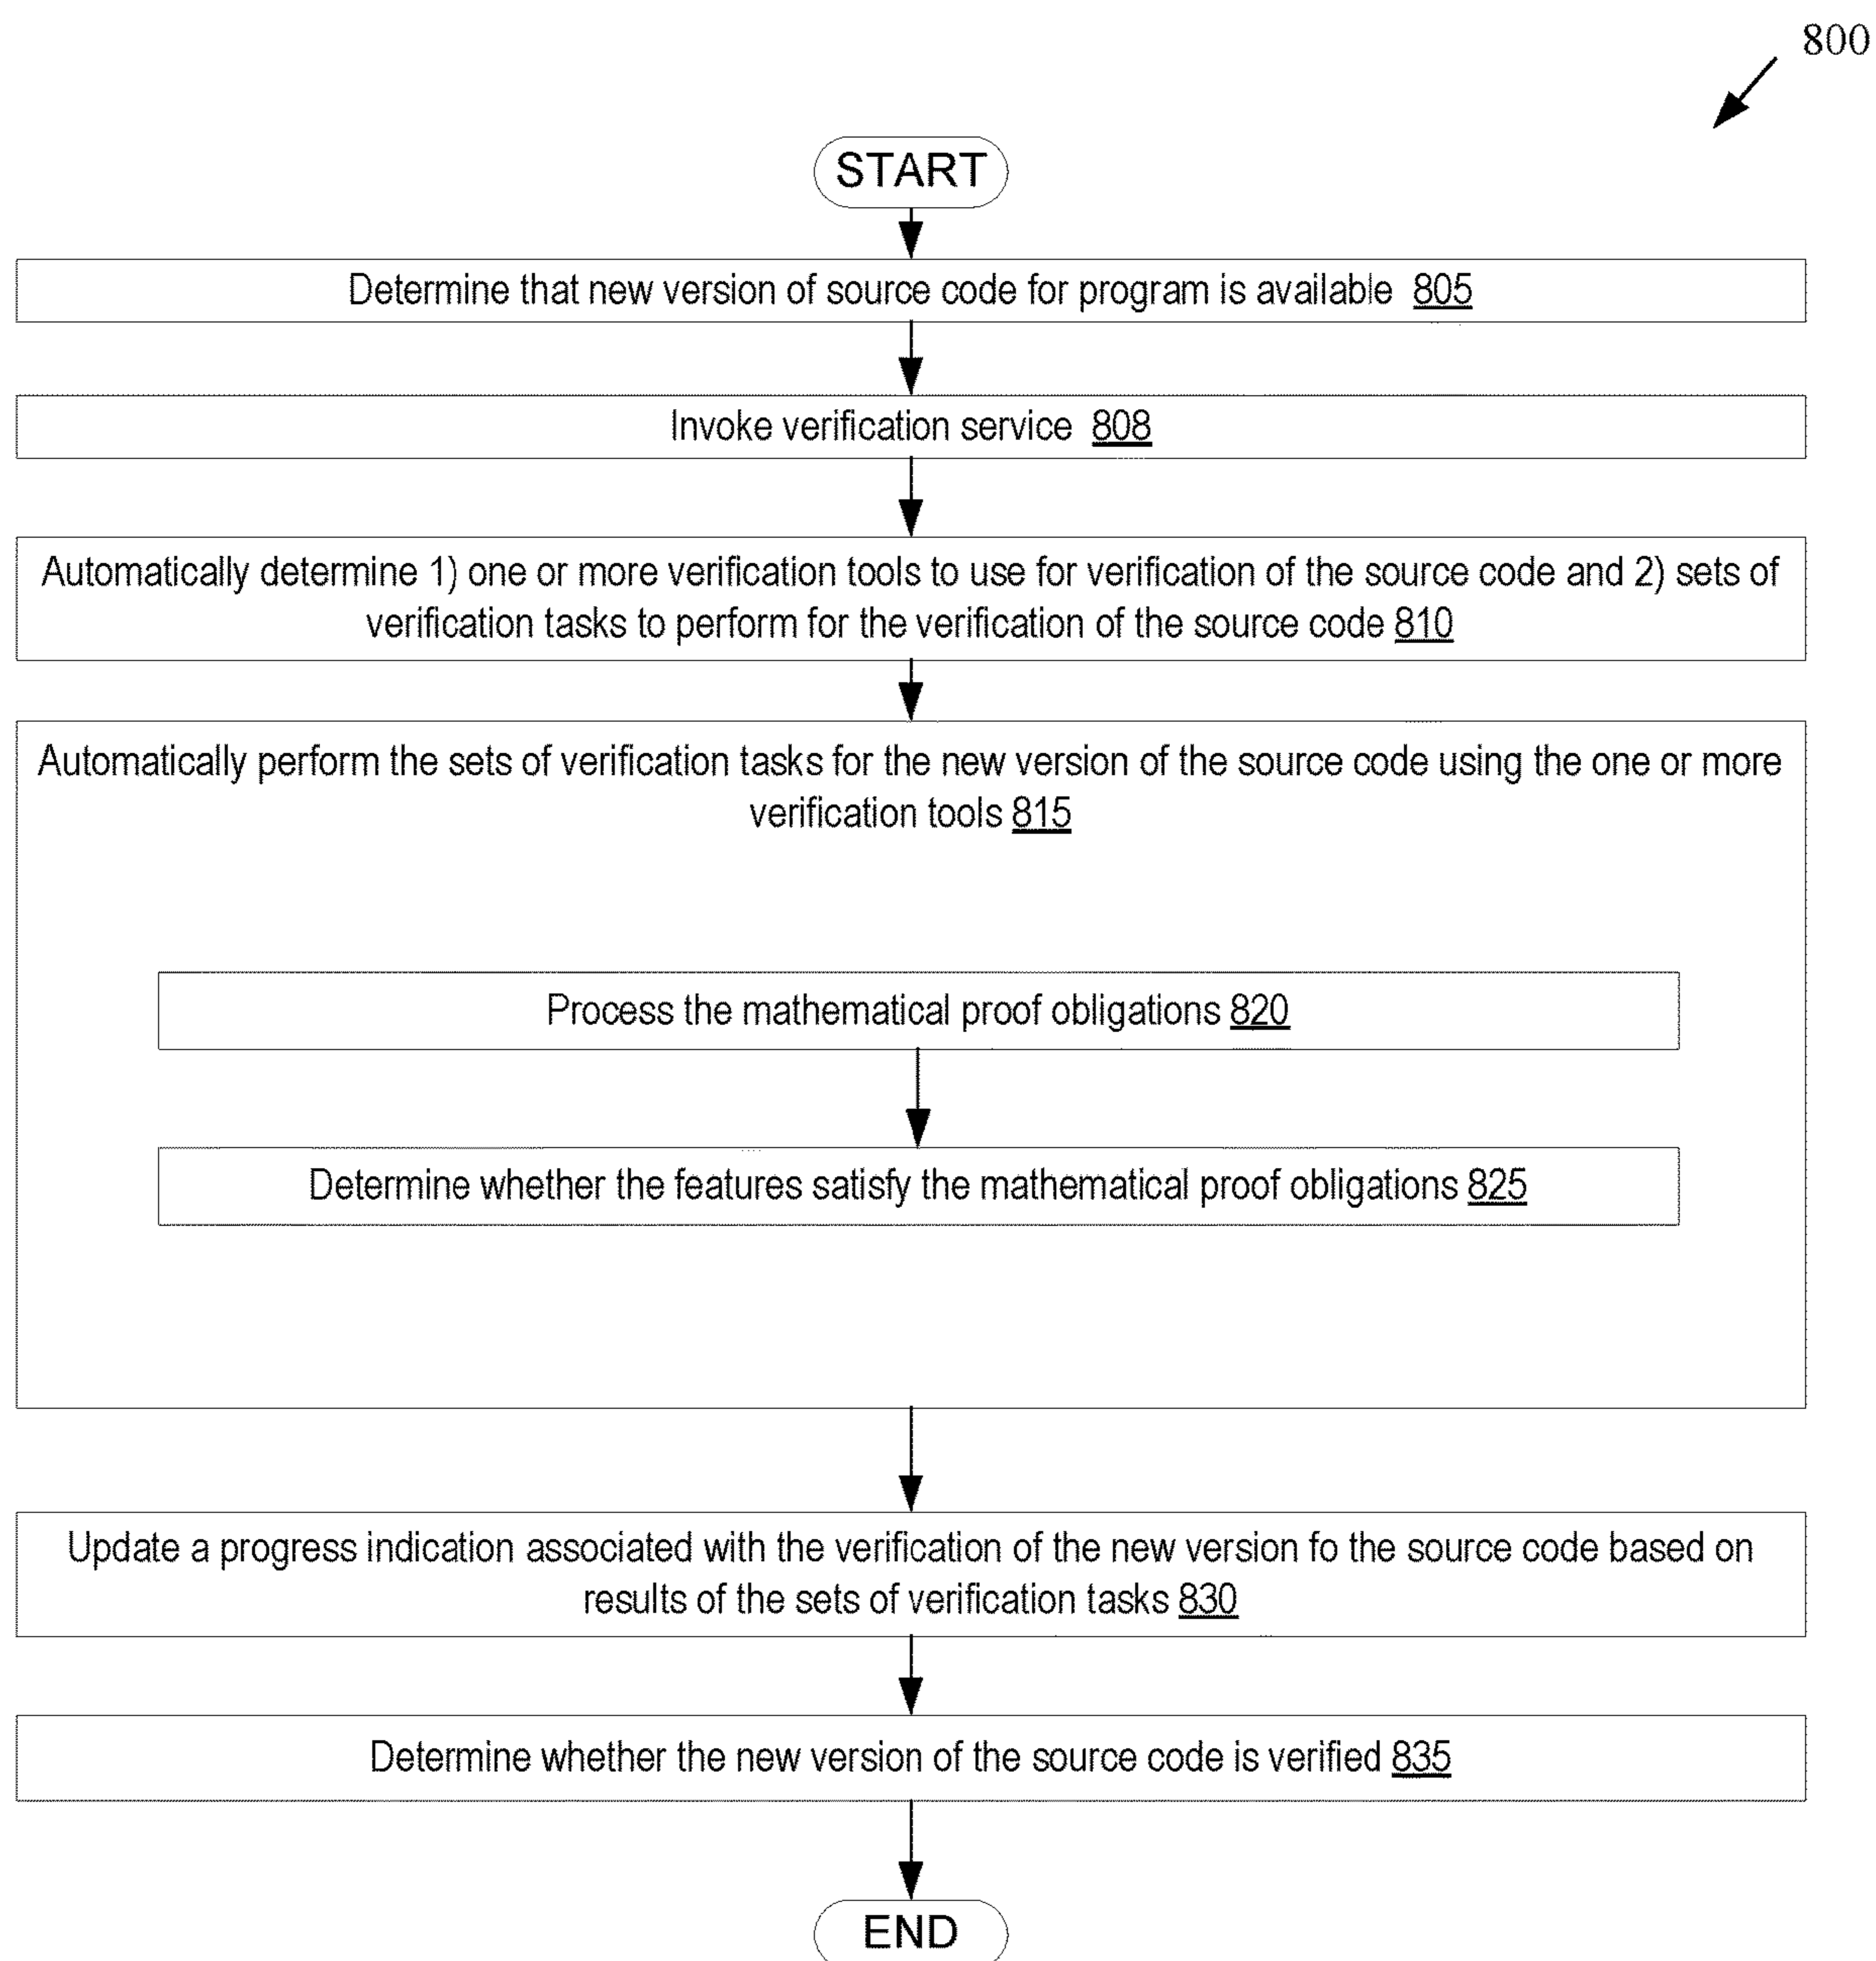 800
START
Determine that new version of source code for program is available 805
Invoke verification service 808
Automatically determine 1) one or more verification tools to use for verification of the source code and 2) sets of
verification tasks to perform for the verification of the source code 810
Automatically perform the sets of verification tasks for the new version of the source code using the one or more
verification tools 815
Process the mathematical proof obligations 820
Determine whether the features satisfy the mathematical proof obligations 825
Update a progress indication associated with the verification of the new version fo the source code based on
results of the sets of verification tasks 830
Determine whether the new version of the source code is verified 835
END